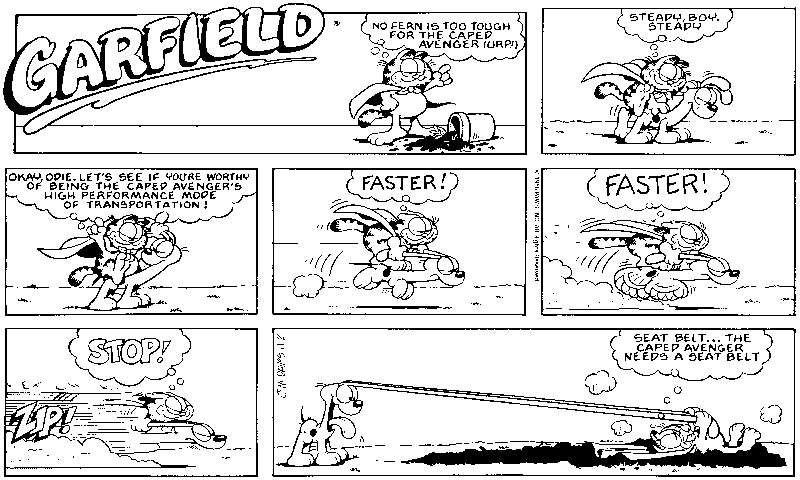 GARFIELD
NO FERN IS TOO TOUGH
FOR THE CAPED
AVENGER (URP!)
STEADY, BOY.
STEADY
OKAY, ODIE. LET'S SEE IF YOU'RE WORTHY
OF BEING THE CAPED AVENGER'S
HIGH PERFORMANCE MODE
OF TRANSPORTATION!
FASTER!
FASTER!
STOP!
ZIP!
JIM DAVIS
SEAT BELT... THE
CAPED AVENGER
NEEDS A SEAT BELT